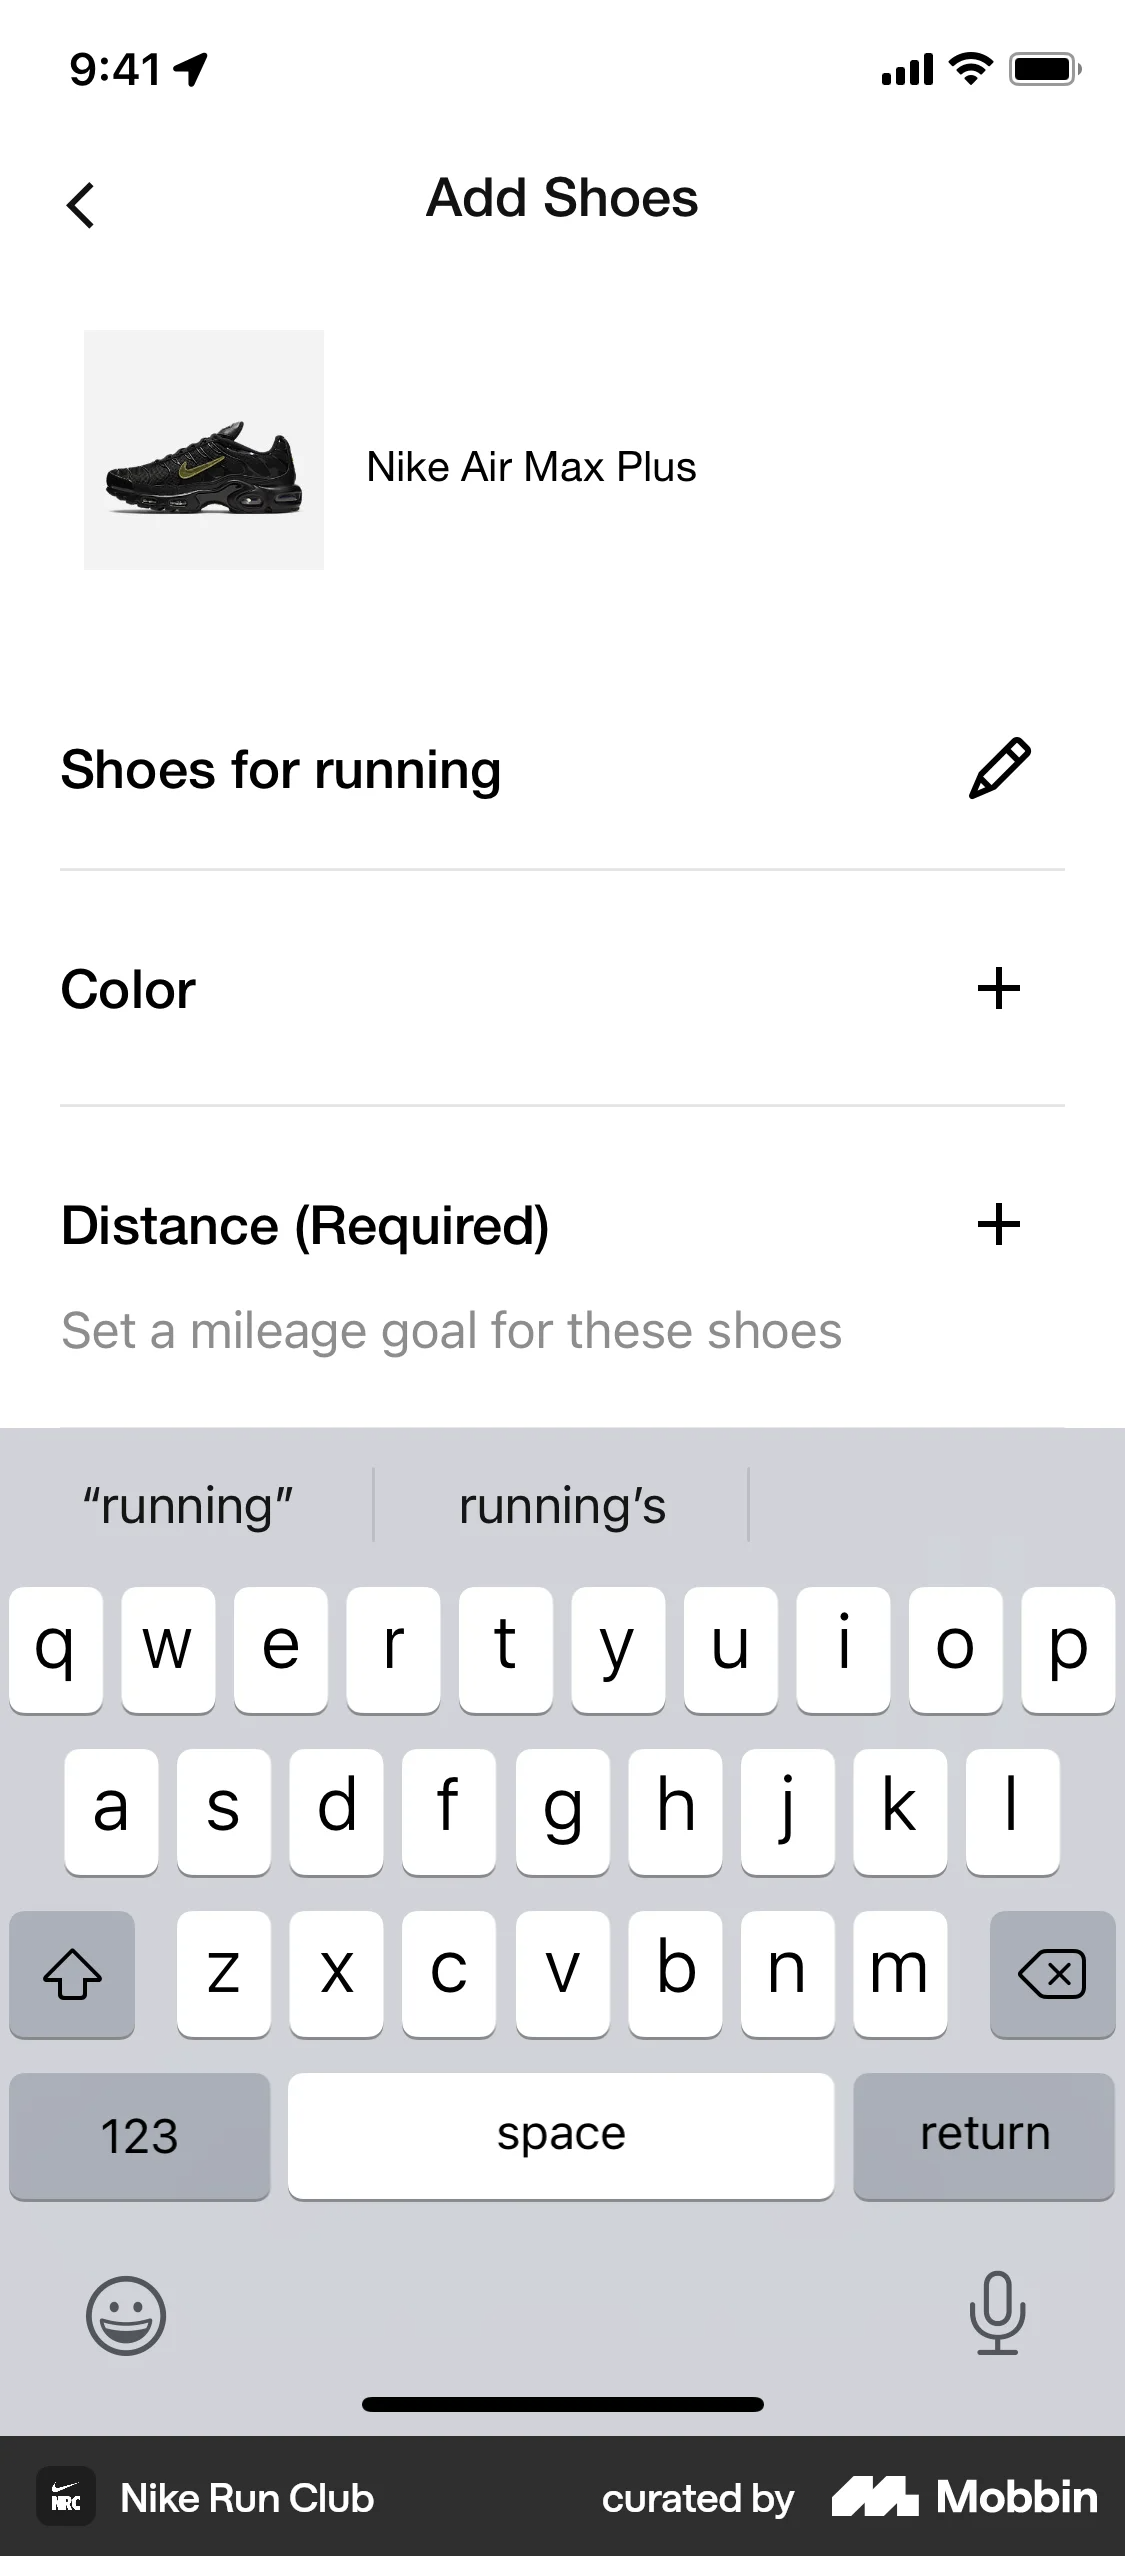 9:41
Add Shoes
Nike Air Max Plus
Shoes for running
Color
Distance (Required)
Set a mileage goal for these shoes
“running” running’s
q w e r t y u i o p
a s d f g h j k l
z x c v b n m
123 space return
NRC Nike Run Club curated by Mobbin